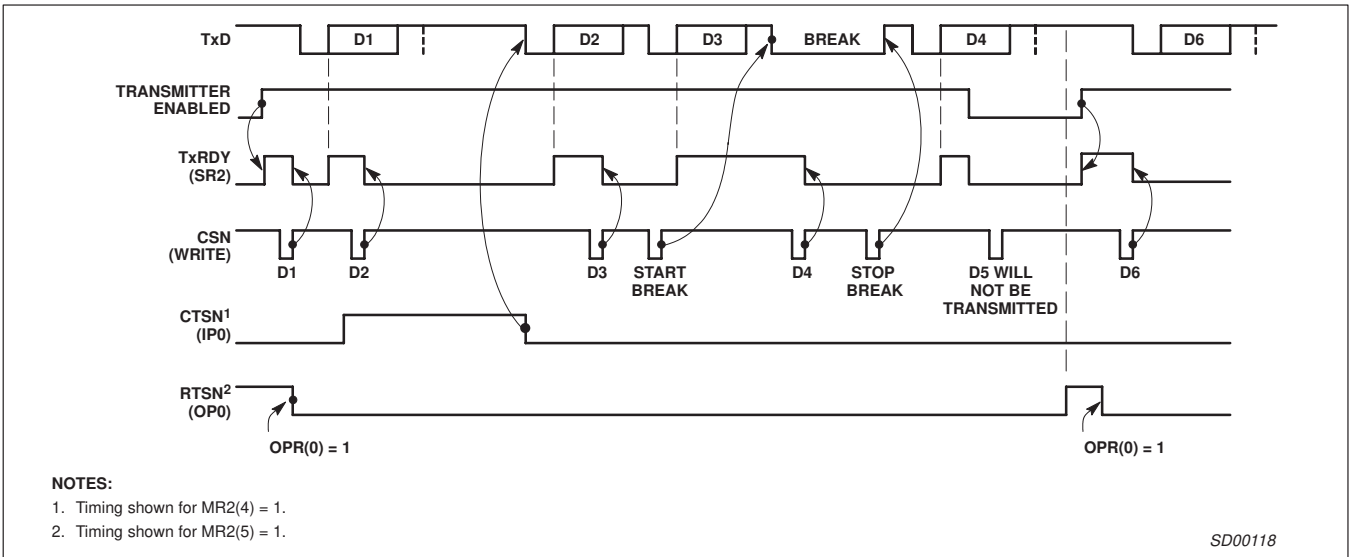 TxD
D1
D2
D3
BREAK
D4
D6
TRANSMITTER
ENABLED
TxRDY
(SR2)
CSN
(WRITE)
D1
D2
D3
START
BREAK
D4
STOP
BREAK
D5 WILL
NOT BE
TRANSMITTED
D6
CTSN1
(IP0)
RTSN2
(OP0)
OPR(0) = 1
OPR(0) = 1
NOTES:
1. Timing shown for MR2(4) = 1.
2. Timing shown for MR2(5) = 1.
SD00118